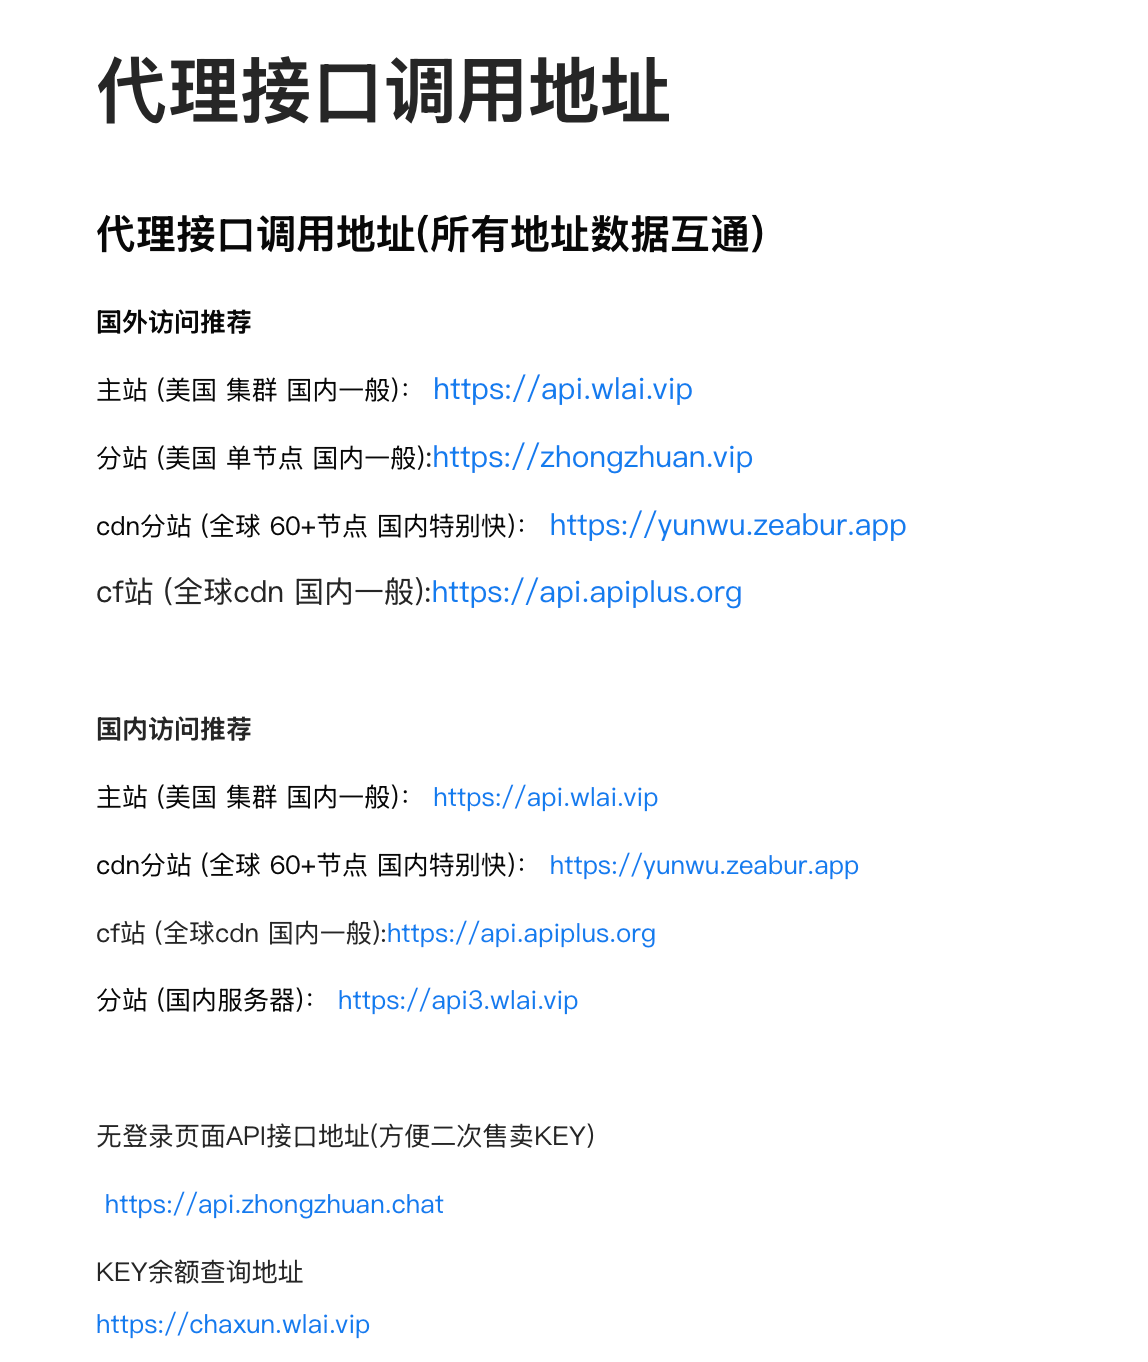 代理接口调用地址
代理接口调用地址(所有地址数据互通)
国外访问推荐
主站 (美国 集群 国内一般)： https://api.wlai.vip
分站 (美国 单节点 国内一般):https://zhongzhuan.vip
cdn分站 (全球 60+节点 国内特别快)： https://yunwu.zeabur.app
cf站 (全球cdn 国内一般):https://api.apiplus.org
国内访问推荐
主站 (美国 集群 国内一般)： https://api.wlai.vip
cdn分站 (全球 60+节点 国内特别快)： https://yunwu.zeabur.app
cf站 (全球cdn 国内一般):https://api.apiplus.org
分站 (国内服务器)： https://api3.wlai.vip
无登录页面API接口地址(方便二次售卖KEY)
https://api.zhongzhuan.chat
KEY余额查询地址
https://chaxun.wlai.vip